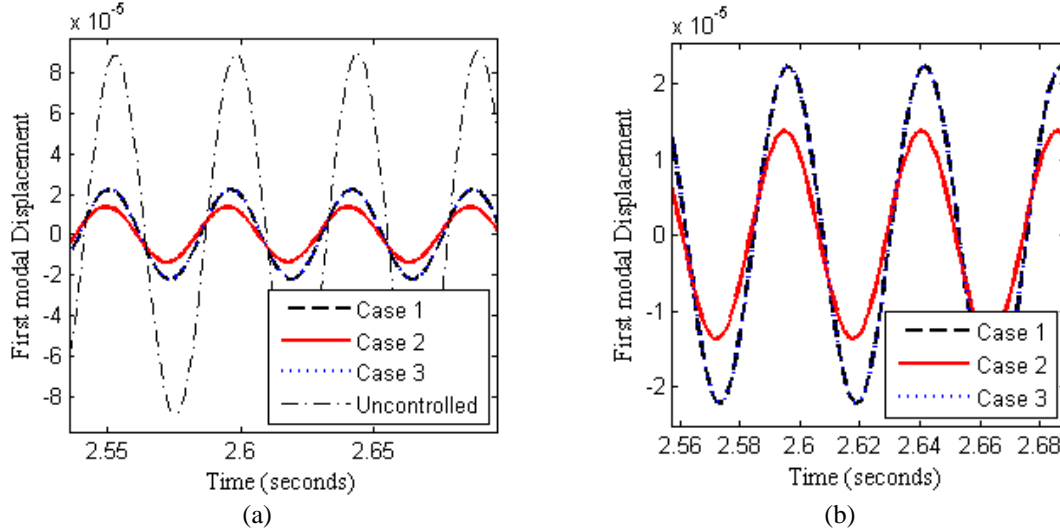 x 10-5
First modal Displacement
8
6
4
2
0
-2
-4
-6
-8
Case 1
Case 2
Case 3
Uncontrolled
2.55
2.6
2.65
Time (seconds)
(a)
x 10-5
First modal Displacement
2
1
0
-1
-2
Case 1
Case 2
Case 3
2.56 2.58 2.6 2.62 2.64 2.66 2.68
Time (seconds)
(b)